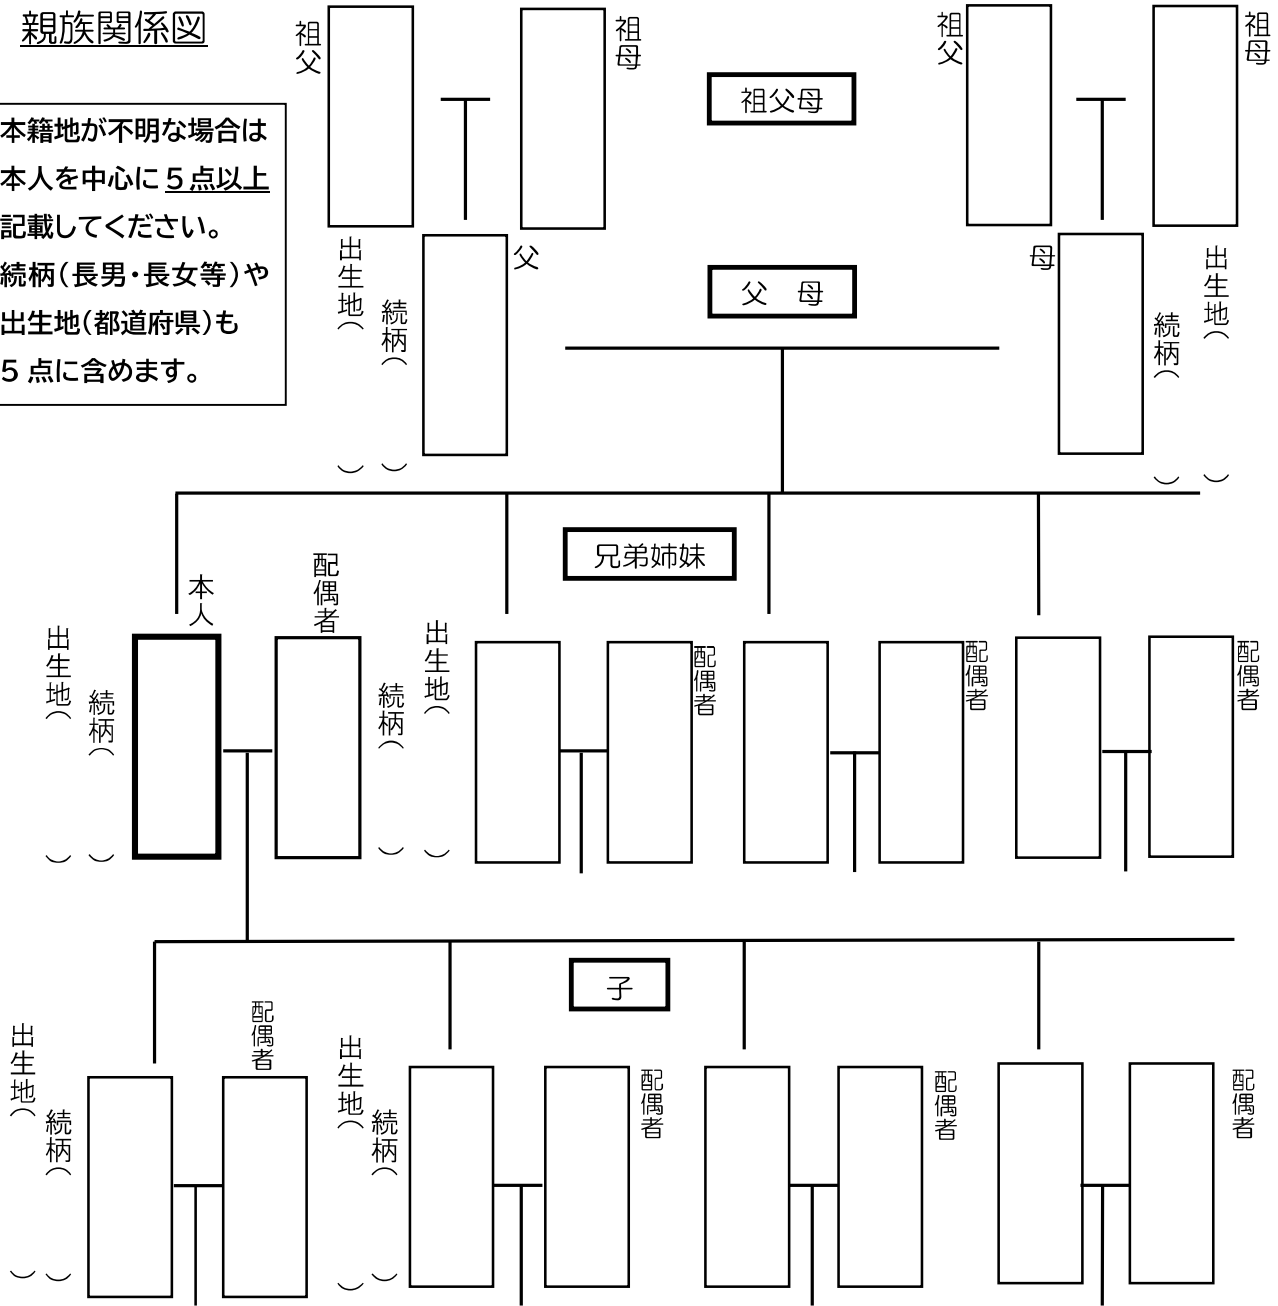 親族関係図
本籍地が不明な場合は
本人を中心に５点以上
記載してください。
続柄（長男・長女等）や
出生地（都道府県）も
５点に含めます。
祖父
祖母
祖父母
祖父
祖母
出生地（　）
続柄（　）
父
父　母
母
続柄（　）
出生地（　）
兄弟姉妹
出生地（　）
続柄（　）
本人
配偶者
続柄（　）
出生地（　）
配偶者
配偶者
配偶者
子
出生地（　）
続柄（　）
配偶者
出生地（　）
続柄（　）
配偶者
配偶者
配偶者